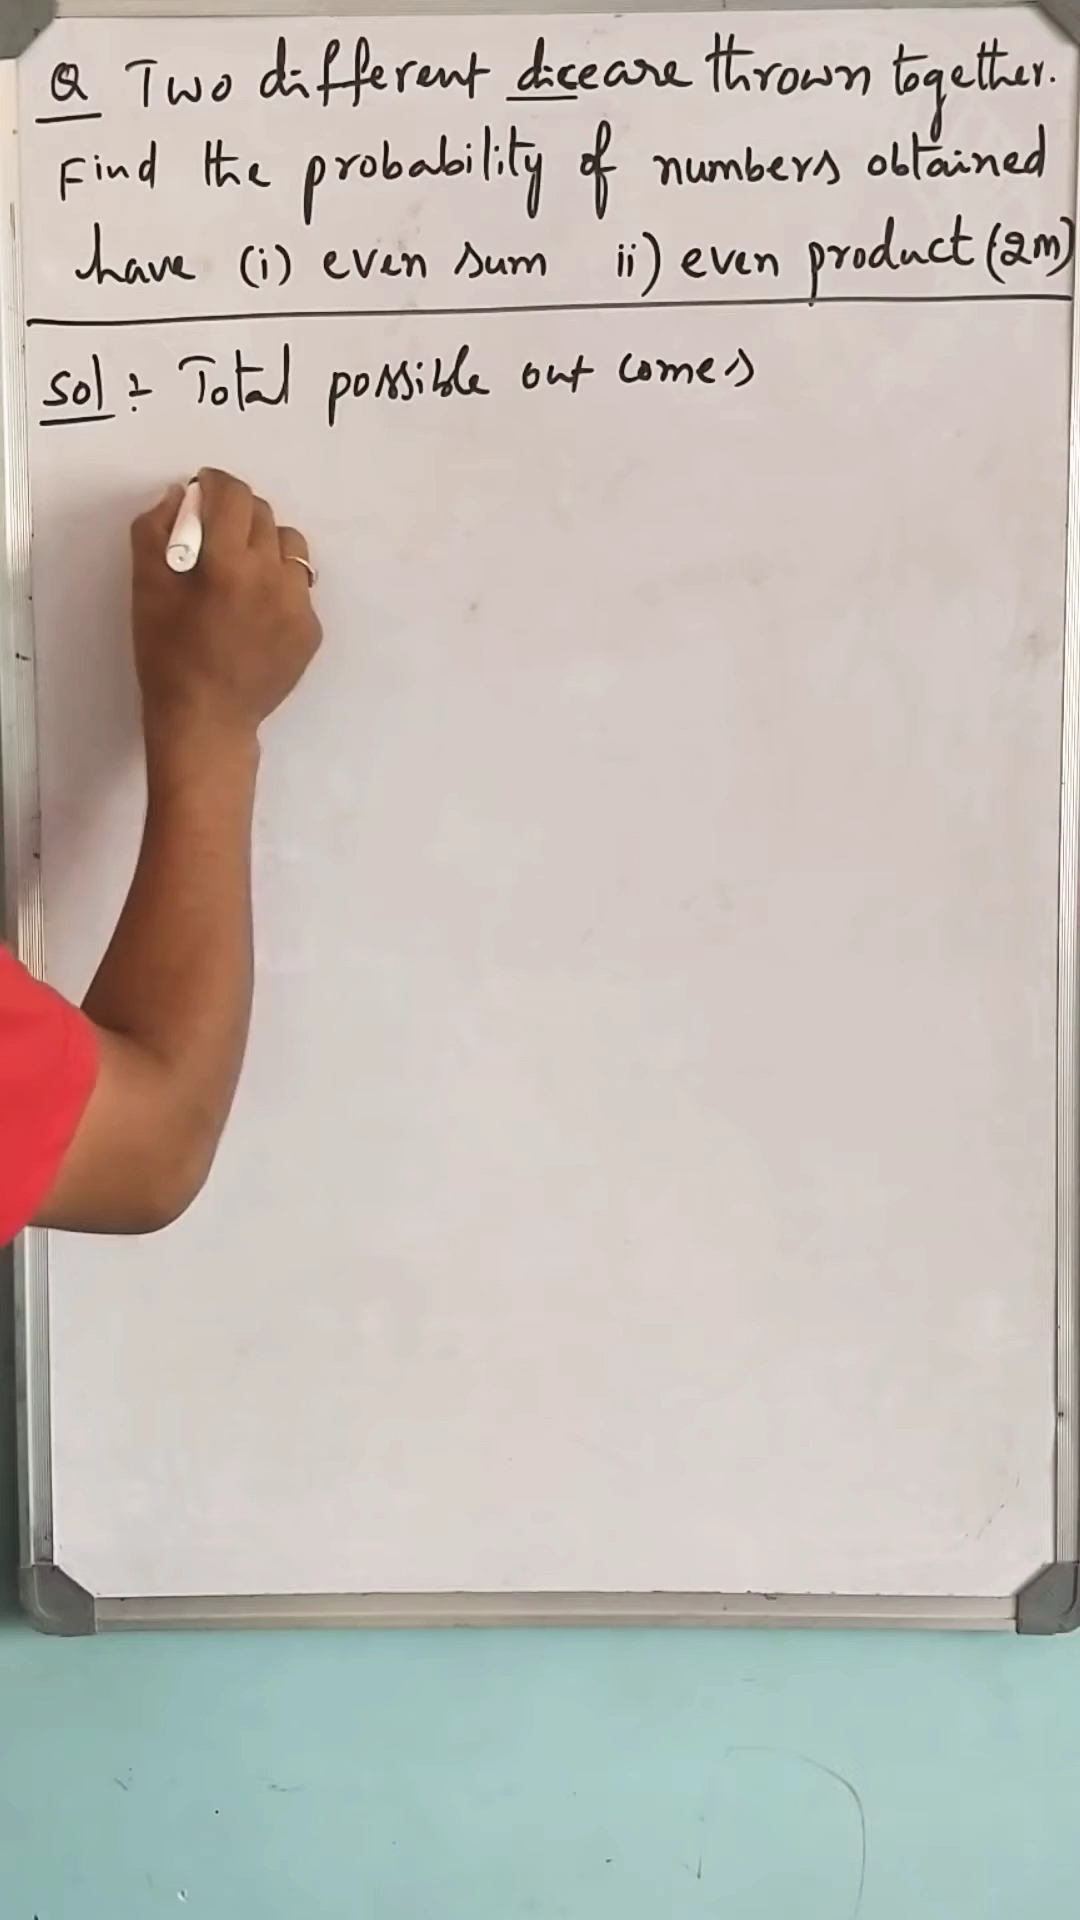 Q Two different dice are thrown together.
Find the probability of numbers obtained
have (i) even sum ii) even product (2m)
Sol :- Total possible out comes